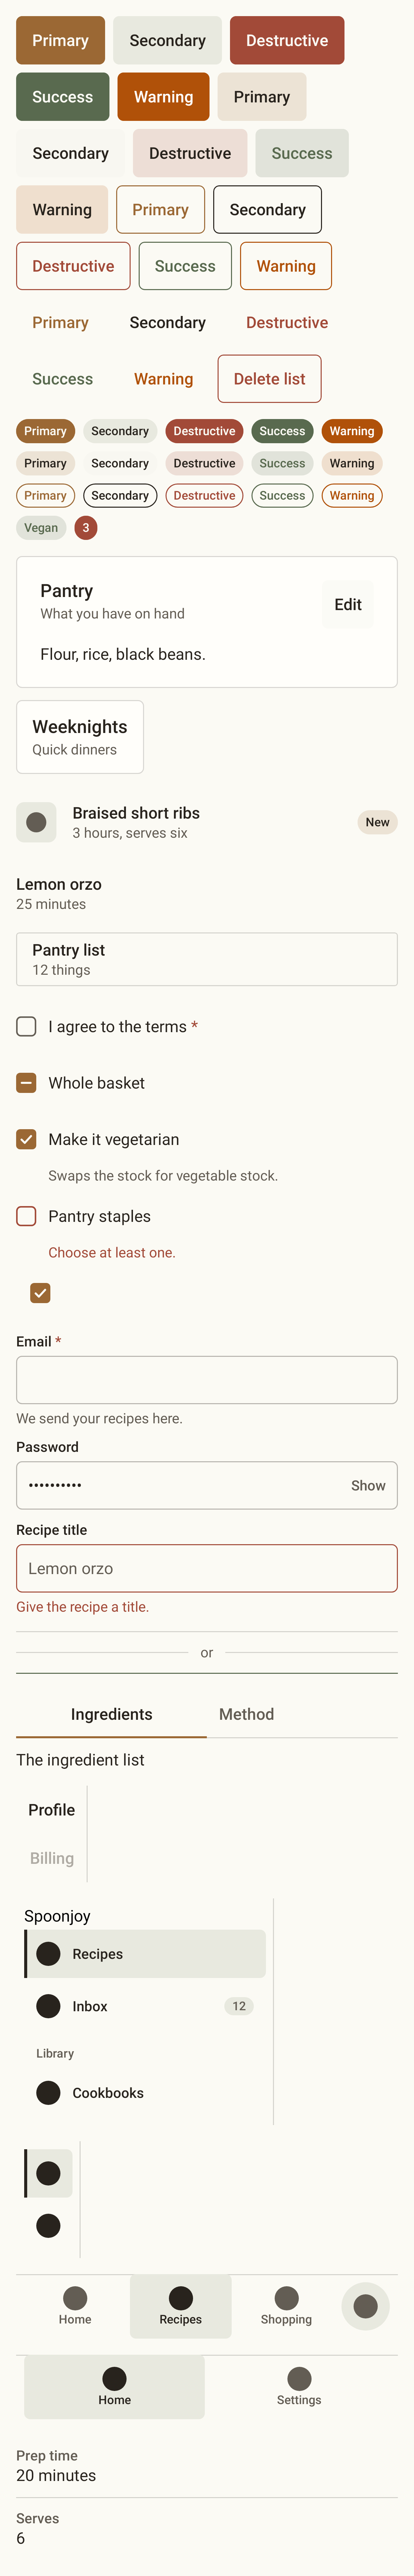 Primary Secondary Destructive
Success Warning Primary
Secondary Destructive Success
Warning Primary Secondary
Destructive Success Warning
Primary Secondary Destructive
Success Warning Delete list
Primary Secondary Destructive Success Warning
Primary Secondary Destructive Success Warning
Primary Secondary Destructive Success Warning
Vegan 3
Pantry
What you have on hand
Edit
Flour, rice, black beans.
Weeknights
Quick dinners
Braised short ribs
3 hours, serves six
New
Lemon orzo
25 minutes
Pantry list
12 things
I agree to the terms *
Whole basket
Make it vegetarian
Swaps the stock for vegetable stock.
Pantry staples
Choose at least one.
Email *
We send your recipes here.
Password
•••••••••• Show
Recipe title
Lemon orzo
Give the recipe a title.
or
Ingredients Method
The ingredient list
Profile
Billing
Spoonjoy
Recipes
Inbox 12
Library
Cookbooks
Home Recipes Shopping
Home Settings
Prep time
20 minutes
Serves
6